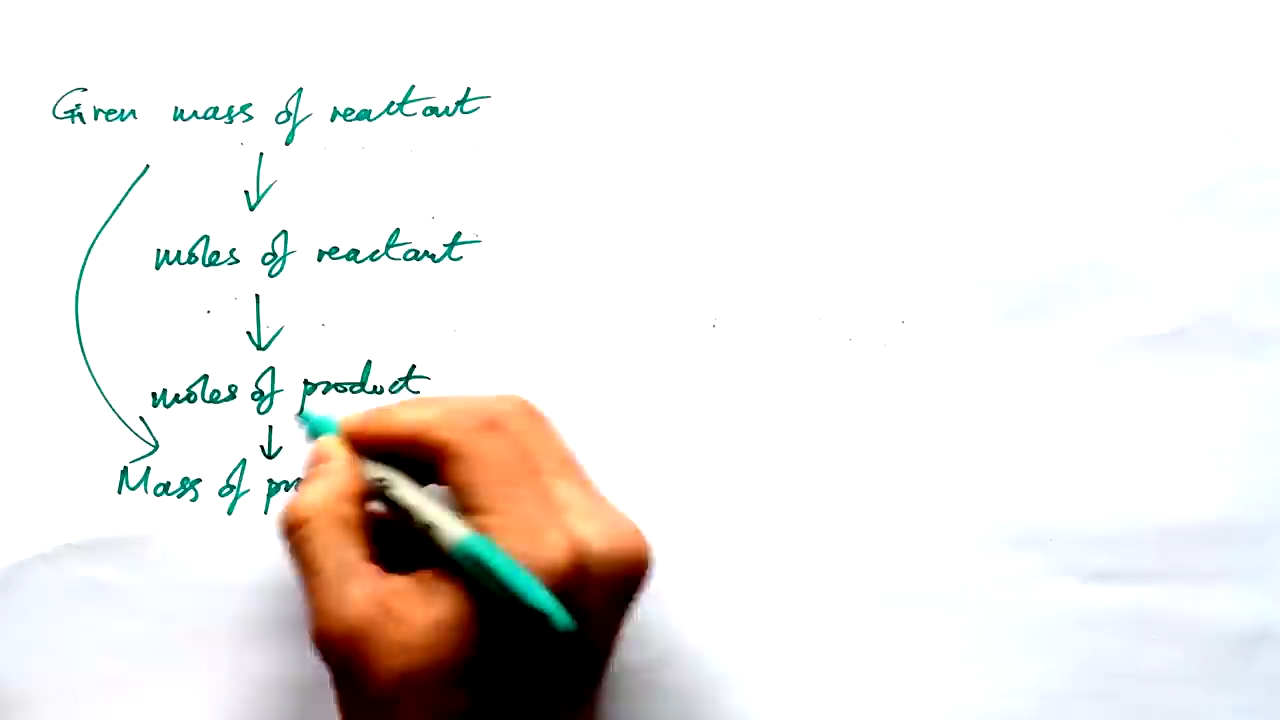 Given mass of reactant
moles of reactant
moles of product
Mass of